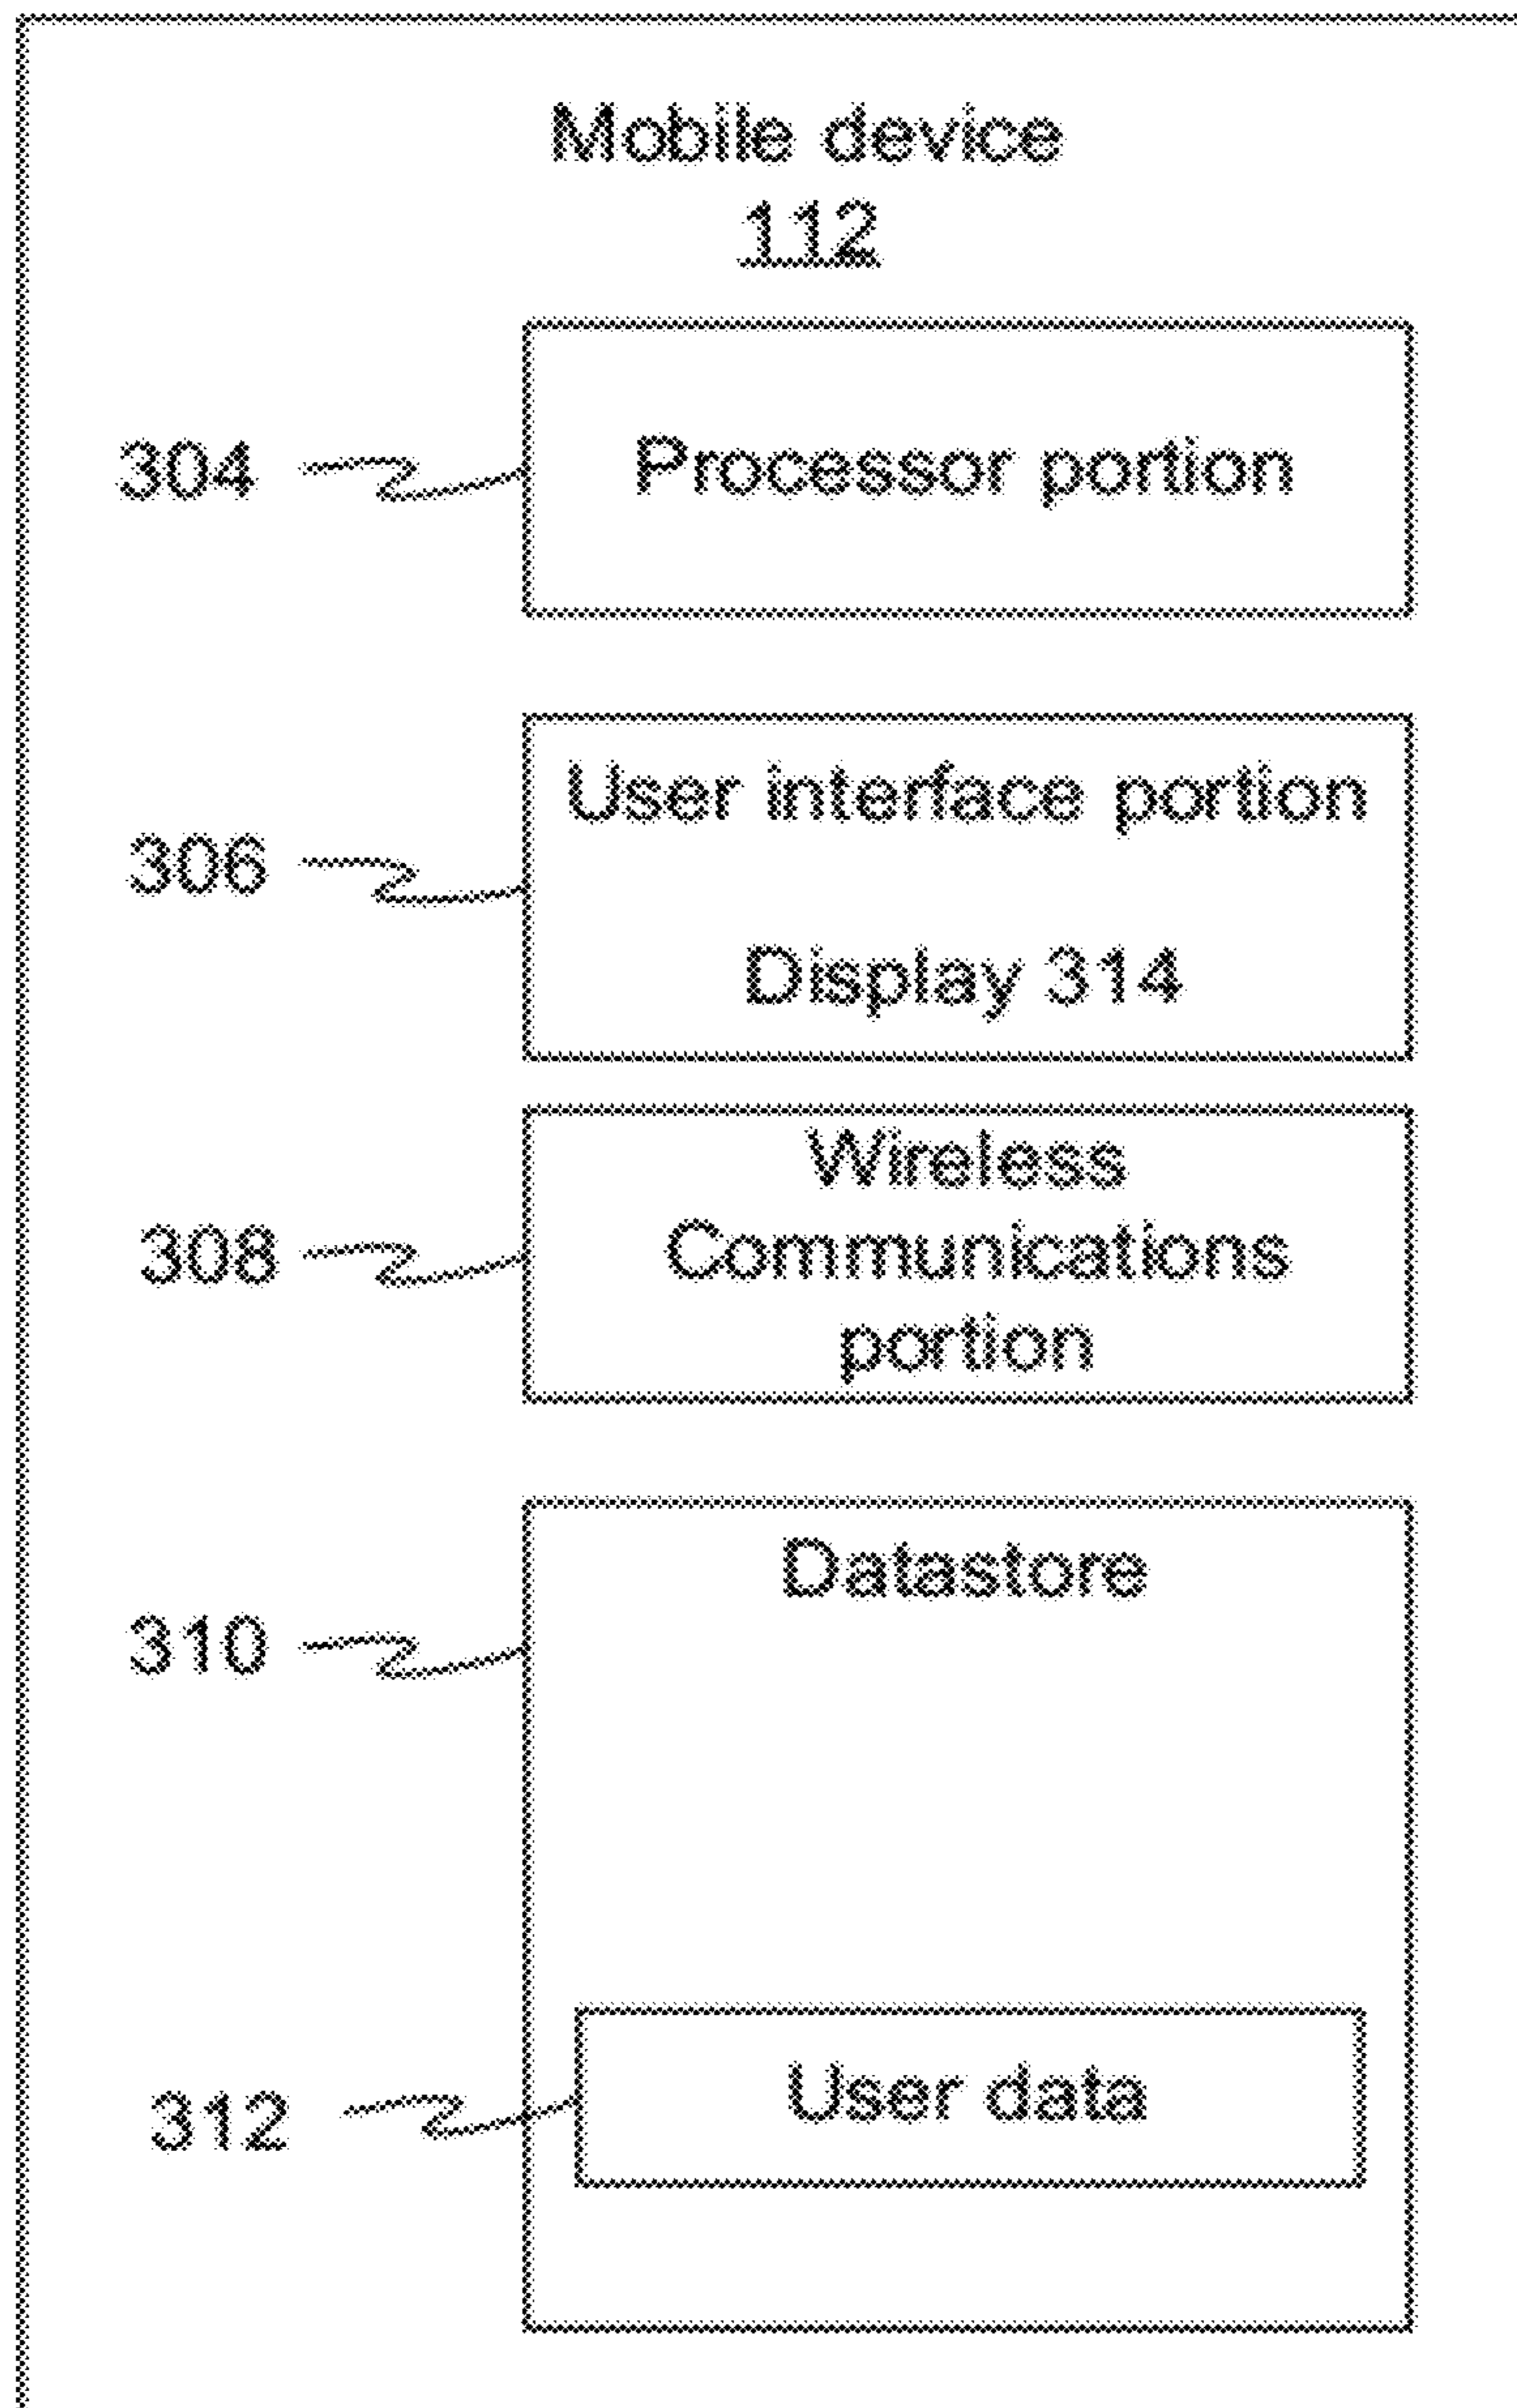 Mobile device
112
304
Processor portion
User interface portion
306
Display 314
Wireless
308
Communications
portion
Datastore
310
User data
312